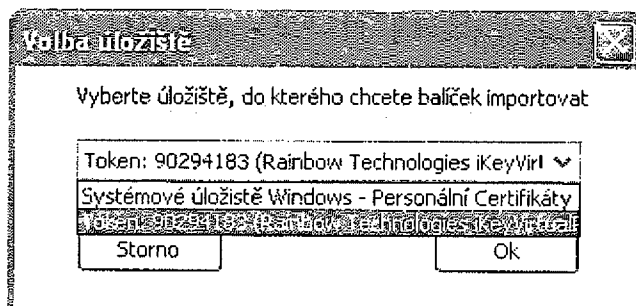 Volba úložiště
Vyberte úložiště, do kterého chcete balíček importovat
Token: 90294183 (Rainbow Technologies iKeyVirt
Systémové úložiště Windows - Personální Certifikáty
Token: 90294183 (Rainbow Technologies iKeyVirtual
Storno Ok